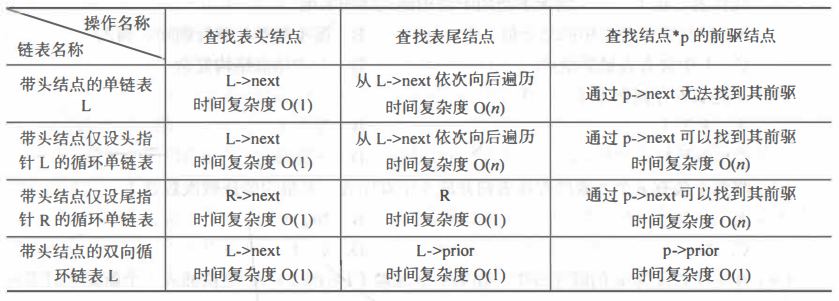 操作名称
链表名称
查找表头结点
查找表尾结点
查找结点*p的前驱结点
带头结点的单链表
L
L->next
时间复杂度 O(1)
从 L->next 依次向后遍历
时间复杂度 O(n)
通过 p->next 无法找到其前驱
带头结点仅设头指
针 L 的循环单链表
L->next
时间复杂度 O(1)
从 L->next 依次向后遍历
时间复杂度 O(n)
通过 p->next 可以找到其前驱
时间复杂度 O(n)
带头结点仅设尾指
针 R 的循环单链表
R->next
时间复杂度 O(1)
R
时间复杂度 O(1)
通过 p->next 可以找到其前驱
时间复杂度 O(n)
带头结点的双向循
环链表 L
L->next
时间复杂度 O(1)
L->prior
时间复杂度 O(1)
p->prior
时间复杂度 O(1)